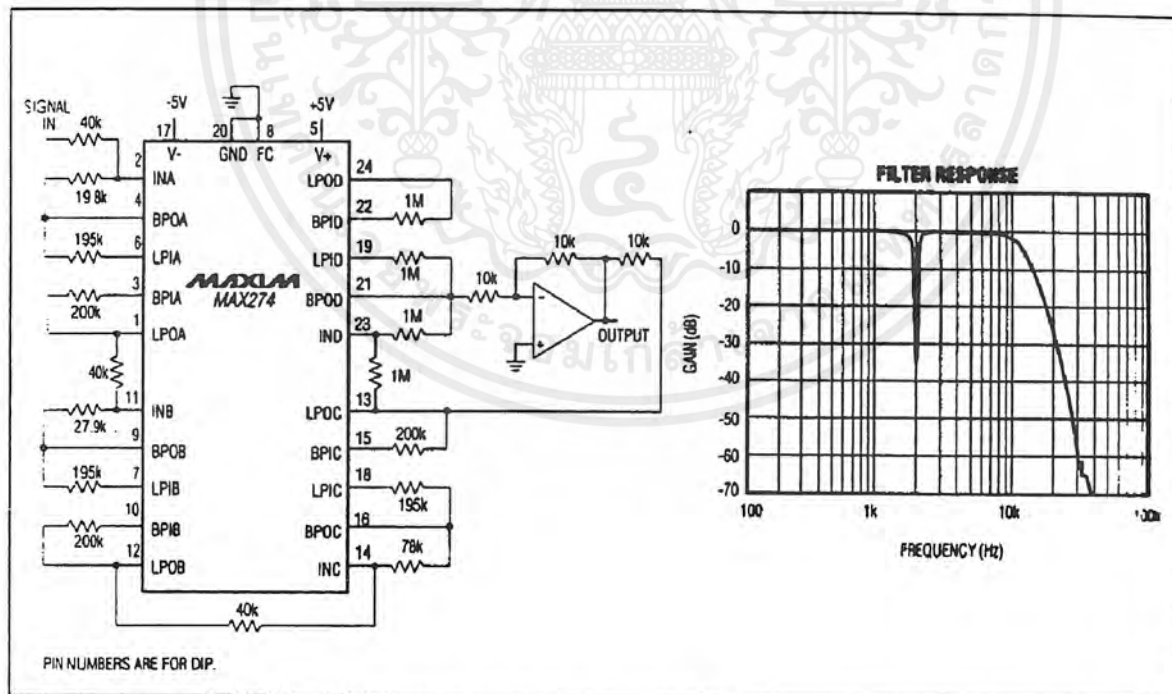 SIGNAL IN
40k
-5V
17
V-
20
GND
8
FC
+5V
5
V+
2
INA
19.8k
4
BPOA
195k
6
LPIA
3
BPIA
200k
1
LPOA
40k
11
INB
27.9k
9
BPOB
195k
7
LPIB
10
BPIB
200k
12
LPOB
40k
MAXIM
MAX274
LPOD
24
BPID
22
1M
LPID
19
1M
BPOD
21
IND
23
1M
1M
LPOC
13
BPIC
15
200k
LPIC
18
195k
BPOC
16
INC
14
78k
10k
10k
10k
-
+
OUTPUT
PIN NUMBERS ARE FOR DIP.
FILTER RESPONSE
GAIN (dB)
0
-10
-20
-30
-40
-50
-60
-70
100
1k
10k
100k
FREQUENCY (Hz)